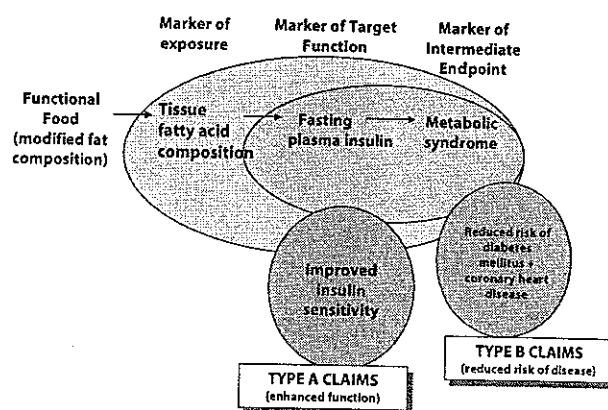 Marker of
exposure
Marker of Target
Function
Marker of
Intermediate
Endpoint
Functional
Food
(modified fat
composition)
Tissue
fatty acid
composition
Fasting
plasma insulin
Metabolic
syndrome
Improved
insulin
sensitivity
Reduced risk of
diabetes
mellitus +
coronary heart
disease
TYPE A CLAIMS
(enhanced function)
TYPE B CLAIMS
(reduced risk of disease)